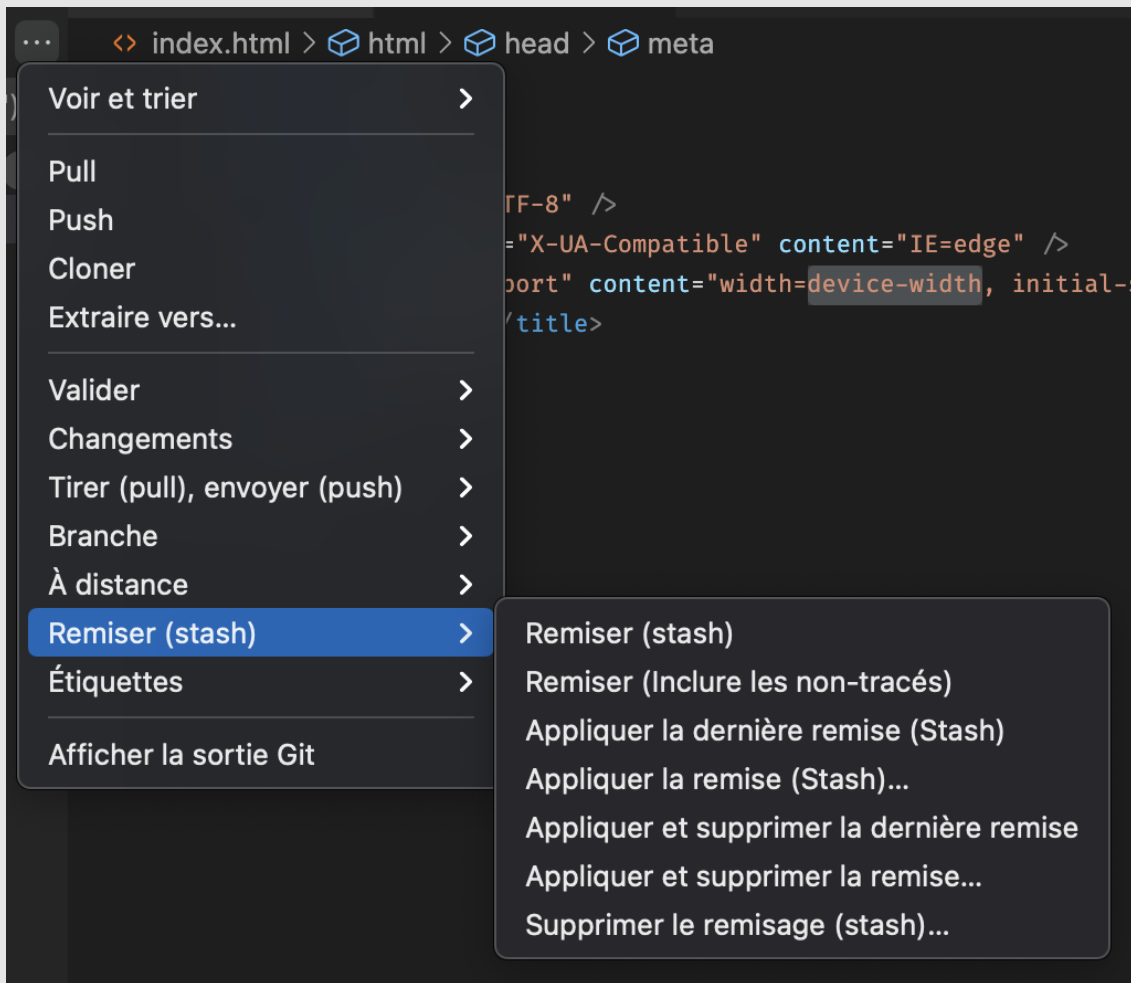 ··· <> index.html > html > head > meta
Voir et trier
Pull
Push
Cloner
Extraire vers...
Valider
Changements
Tirer (pull), envoyer (push)
Branche
À distance
Remiser (stash)
Étiquettes
Afficher la sortie Git
TF-8" />
="X-UA-Compatible" content="IE=edge" />
port" content="width=device-width, initial-s
/title>
Remiser (stash)
Remiser (Inclure les non-tracés)
Appliquer la dernière remise (Stash)
Appliquer la remise (Stash)...
Appliquer et supprimer la dernière remise
Appliquer et supprimer la remise...
Supprimer le remisage (stash)...